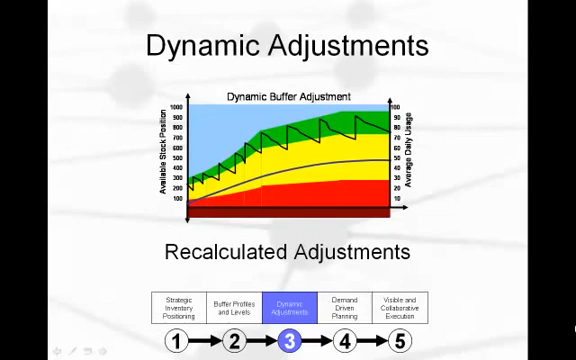 Dynamic Adjustments
Dynamic Buffer Adjustment
Available Stock Position
1000
900
800
700
600
500
400
300
200
100
100
90
80
70
60
50
40
30
20
10
Average Daily Usage
Recalculated Adjustments
Strategic
Inventory
Positioning
Buffer Profiles
and Levels
Dynamic
Adjustments
Demand
Driven
Planning
Visible and
Collaborative
Execution
1
2
3
4
5